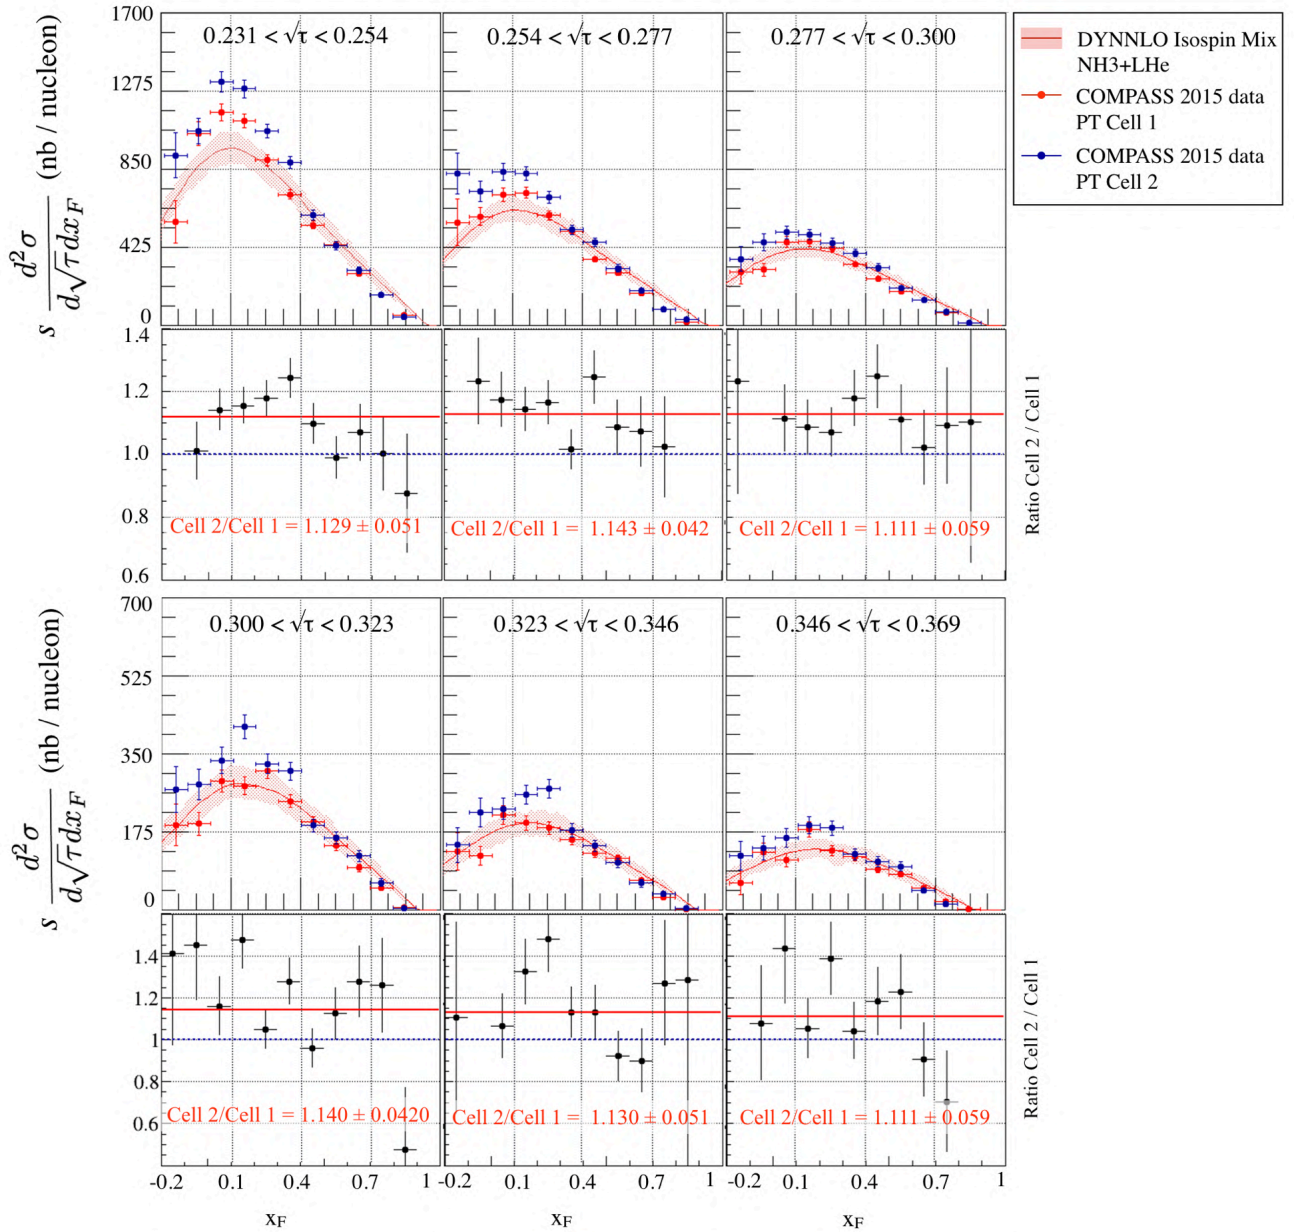 1700
1275
850
425
0
s d²σ / d√τdx_F (nb / nucleon)
0.231 < √τ < 0.254
0.254 < √τ < 0.277
0.277 < √τ < 0.300
DYNNLO Isospin Mix
NH3+LHe
COMPASS 2015 data
PT Cell 1
COMPASS 2015 data
PT Cell 2
1.4
1.2
1.0
0.8
0.6
Cell 2/Cell 1 = 1.129 ± 0.051
Cell 2/Cell 1 = 1.143 ± 0.042
Cell 2/Cell 1 = 1.111 ± 0.059
Ratio Cell 2 / Cell 1
700
525
350
175
0
s d²σ / d√τdx_F (nb / nucleon)
0.300 < √τ < 0.323
0.323 < √τ < 0.346
0.346 < √τ < 0.369
1.4
1.2
1
0.8
0.6
Cell 2/Cell 1 = 1.140 ± 0.0420
Cell 2/Cell 1 = 1.130 ± 0.051
Cell 2/Cell 1 = 1.111 ± 0.059
Ratio Cell 2 / Cell 1
-0.2 0.1 0.4 0.7 1 -0.2 0.1 0.4 0.7 1 -0.2 0.1 0.4 0.7 1
x_F x_F x_F